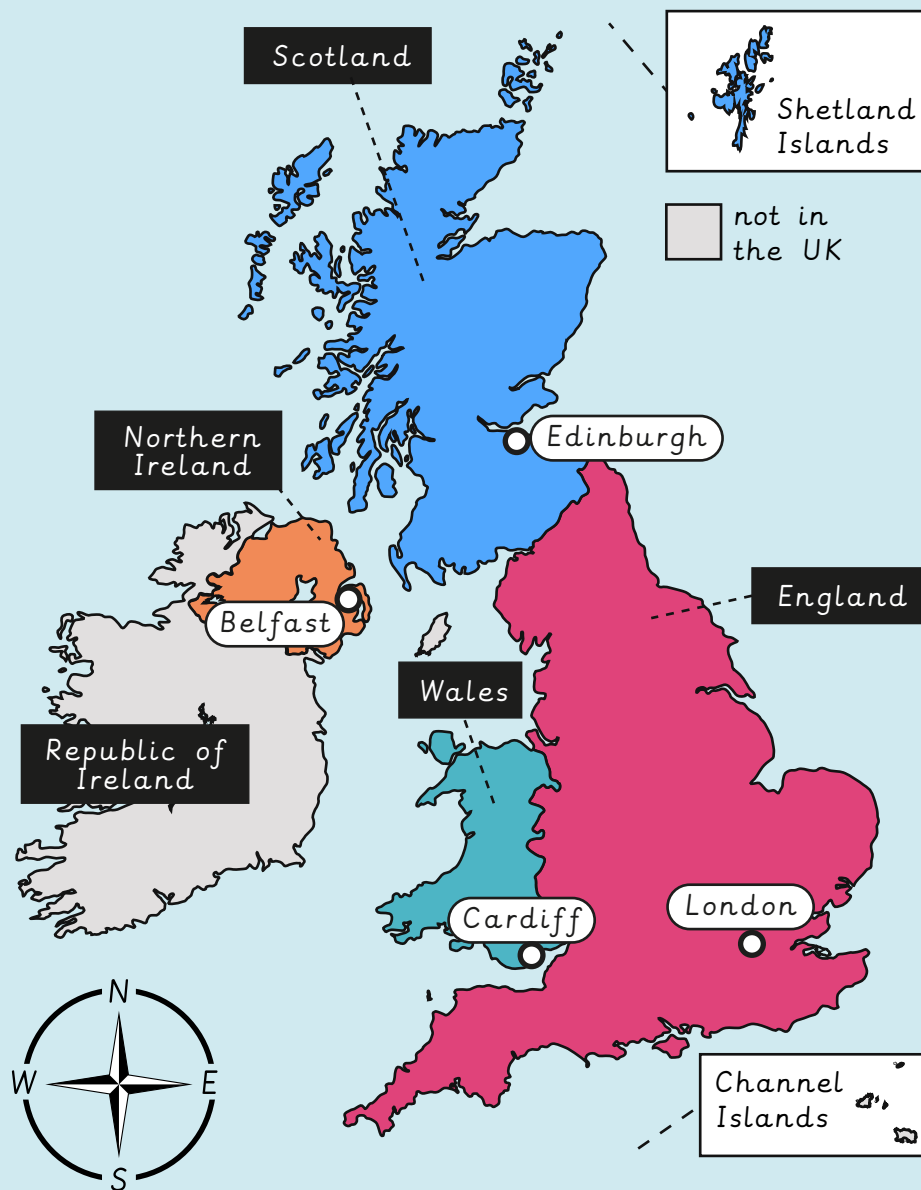 Scotland
Shetland
Islands
not in
the UK
Northern
Ireland
Edinburgh
Belfast
England
Wales
Republic of
Ireland
Cardiff
London
N
W
E
S
Channel
Islands